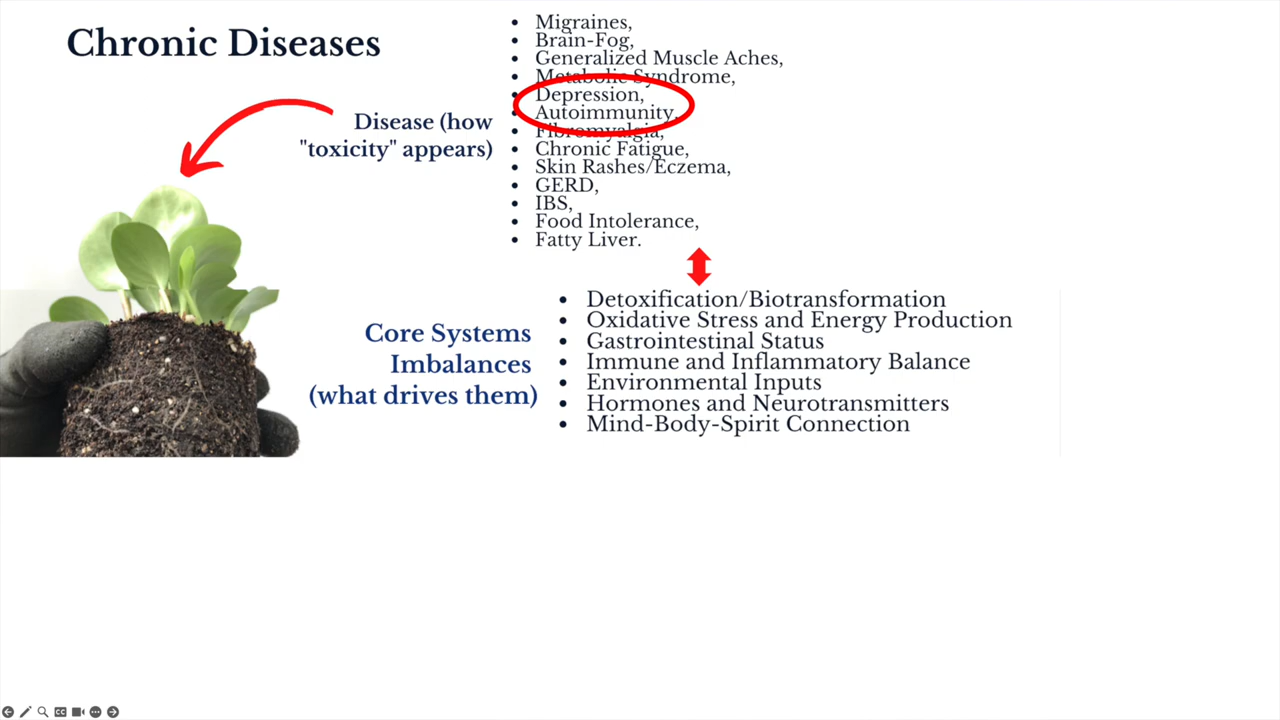 Chronic Diseases
Migraines,
Brain-Fog,
Generalized Muscle Aches,
Metabolic Syndrome,
Depression,
Autoimmunity,
Fibromyalgia,
Chronic Fatigue,
Skin Rashes/Eczema,
GERD,
IBS,
Food Intolerance,
Fatty Liver.
Disease (how
"toxicity" appears)
Core Systems
Imbalances
(what drives them)
Detoxification/Biotransformation
Oxidative Stress and Energy Production
Gastrointestinal Status
Immune and Inflammatory Balance
Environmental Inputs
Hormones and Neurotransmitters
Mind-Body-Spirit Connection
CC